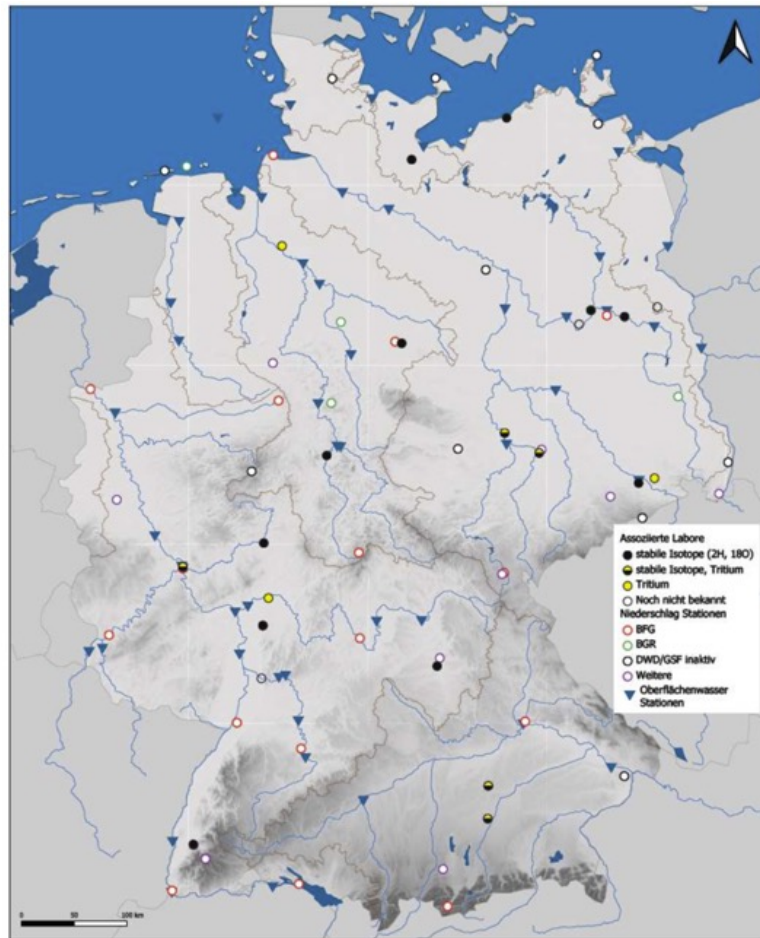 Assoziierte Labore
stabile Isotope (2H, 18O)
stabile Isotope, Tritium
Tritium
Noch nicht bekannt
Niederschlag Stationen
BFG
BGR
DWD/GSF inaktiv
Weitere
Oberflächenwasser
Stationen
0 50 100 km